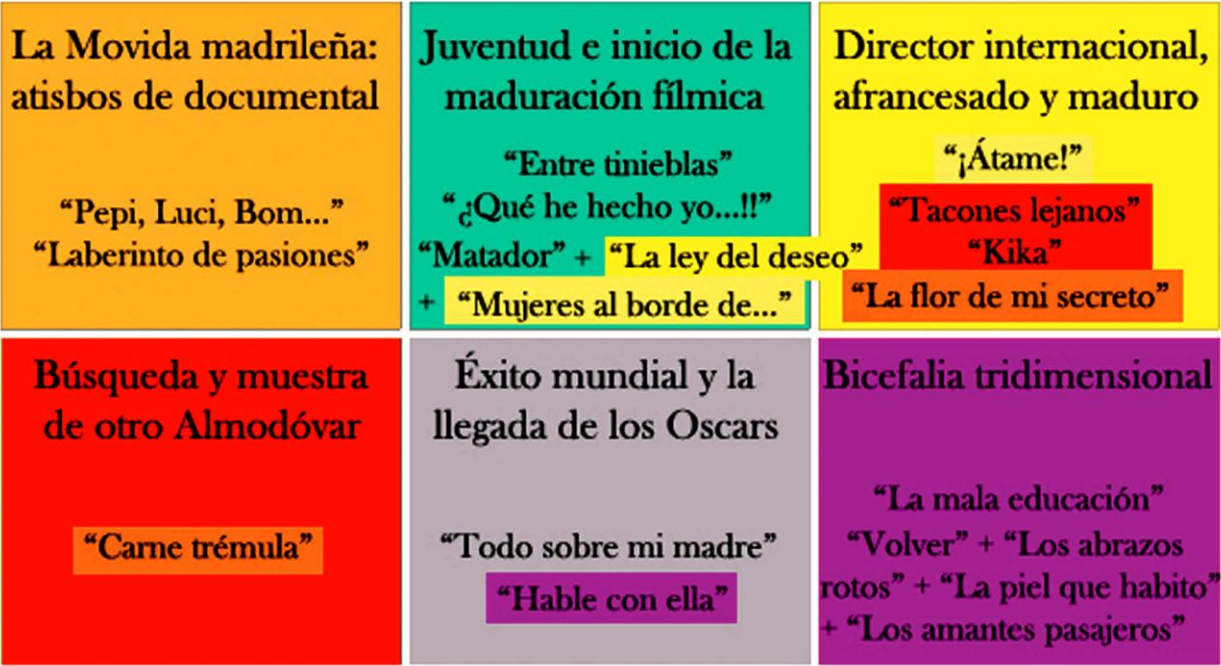 La Movida madrileña:
atisbos de documental
“Pepi, Luci, Bom...”
“Laberinto de pasiones”
Juventud e inicio de la
maduración fílmica
“Entre tinieblas”
“¿Qué he hecho yo...!!”
“Matador” + “La ley del deseo”
+ “Mujeres al borde de...”
Director internacional,
afrancesado y maduro
“¡Átame!”
“Tacones lejanos”
“Kika”
“La flor de mi secreto”
Búsqueda y muestra
de otro Almodóvar
“Carne trémula”
Éxito mundial y la
llegada de los Oscars
“Todo sobre mi madre”
“Hable con ella”
Bicefalia tridimensional
“La mala educación”
“Volver” + “Los abrazos
rotos” + “La piel que habito”
+ “Los amantes pasajeros”